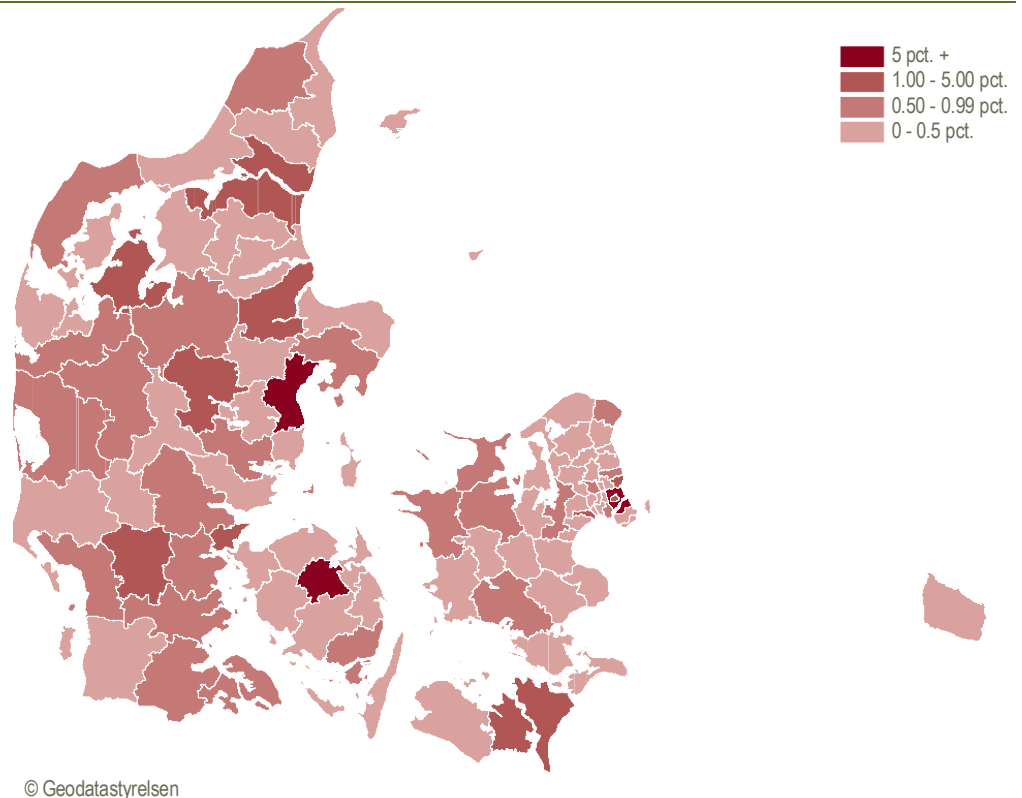 5 pct. +
1.00 - 5.00 pct.
0.50 - 0.99 pct.
0 - 0.5 pct.
© Geodatastyrelsen